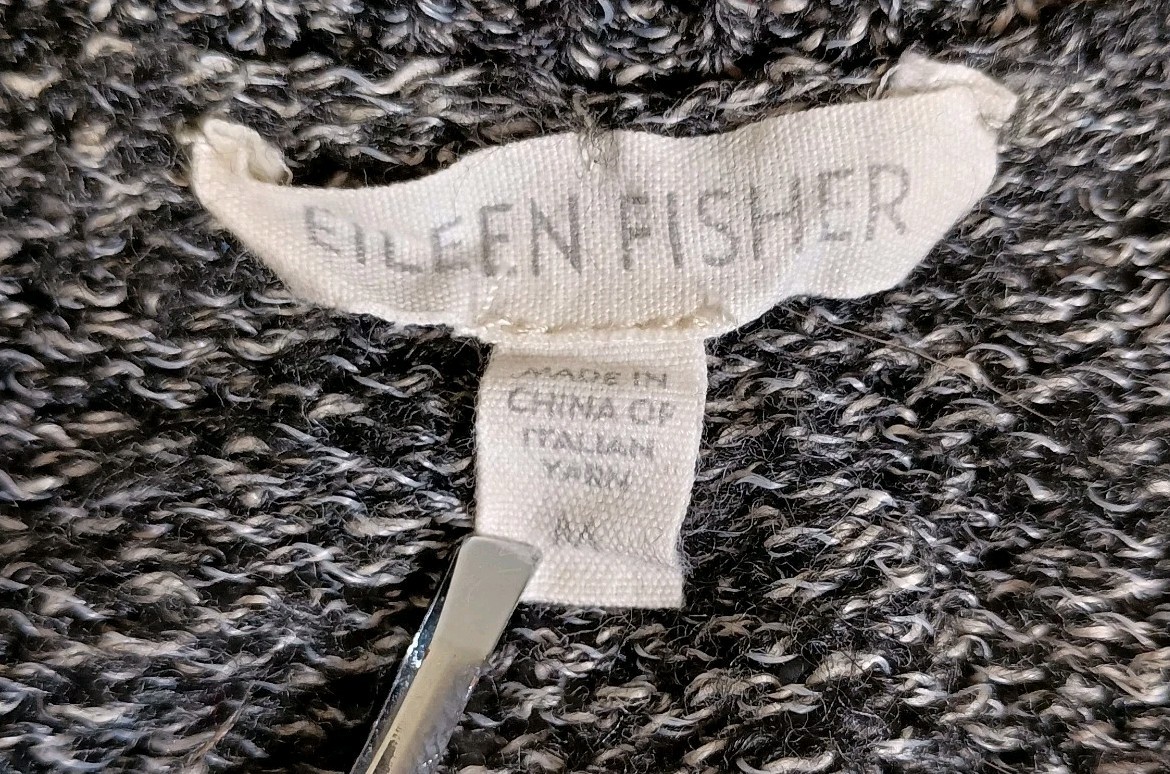 EILEEN FISHER
MADE IN
CHINA OF
ITALIAN
YARN
M